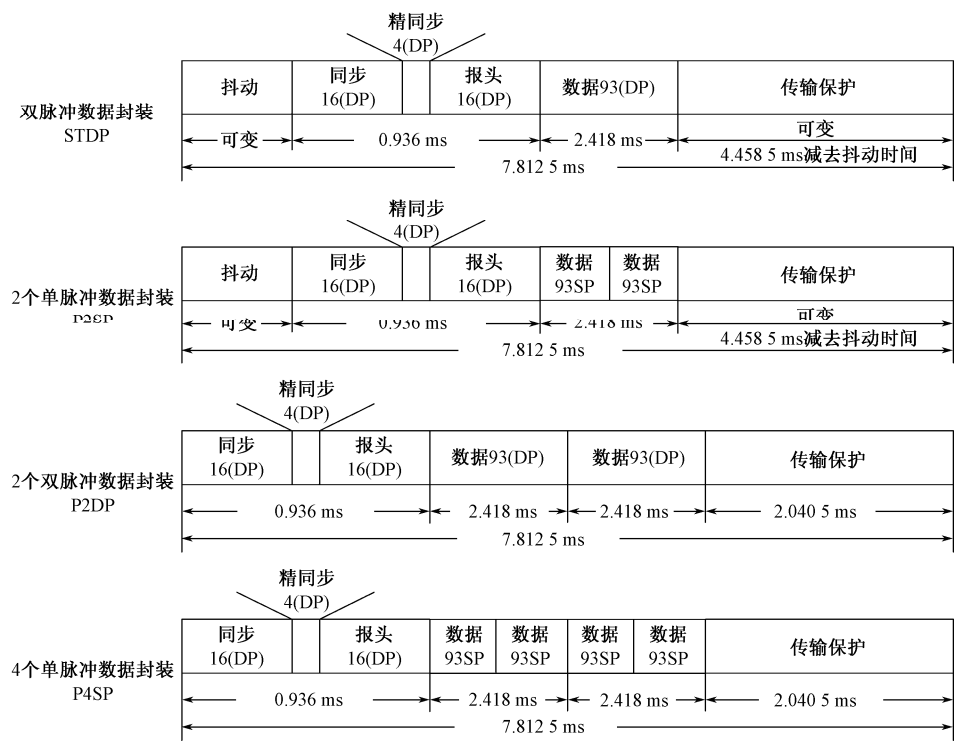 精同步
4(DP)
双脉冲数据封装
STDP
抖动
同步
16(DP)
报头
16(DP)
数据93(DP)
传输保护
可变
0.936 ms
2.418 ms
可变
4.458 5 ms减去抖动时间
7.812 5 ms
精同步
4(DP)
2个单脉冲数据封装
P2SP
抖动
同步
16(DP)
报头
16(DP)
数据
93SP
数据
93SP
传输保护
可变
0.936 ms
2.418 ms
可变
4.458 5 ms减去抖动时间
7.812 5 ms
精同步
4(DP)
2个双脉冲数据封装
P2DP
同步
16(DP)
报头
16(DP)
数据93(DP)
数据93(DP)
传输保护
0.936 ms
2.418 ms
2.418 ms
2.040 5 ms
7.812 5 ms
精同步
4(DP)
4个单脉冲数据封装
P4SP
同步
16(DP)
报头
16(DP)
数据
93SP
数据
93SP
数据
93SP
数据
93SP
传输保护
0.936 ms
2.418 ms
2.418 ms
2.040 5 ms
7.812 5 ms